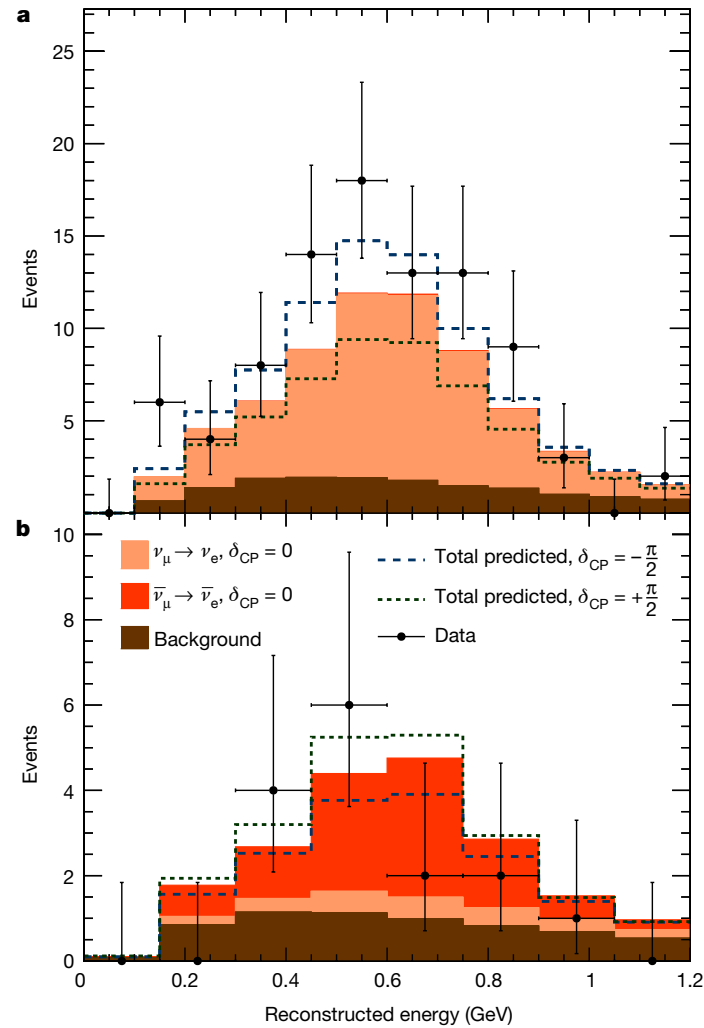 a
25
20
15
10
5
0
Events
b
10
8
6
4
2
0
Events
νμ → νe, δCP = 0
ν̅μ → ν̅e, δCP = 0
Background
Total predicted, δCP = −π/2
Total predicted, δCP = +π/2
Data
0 0.2 0.4 0.6 0.8 1 1.2
Reconstructed energy (GeV)